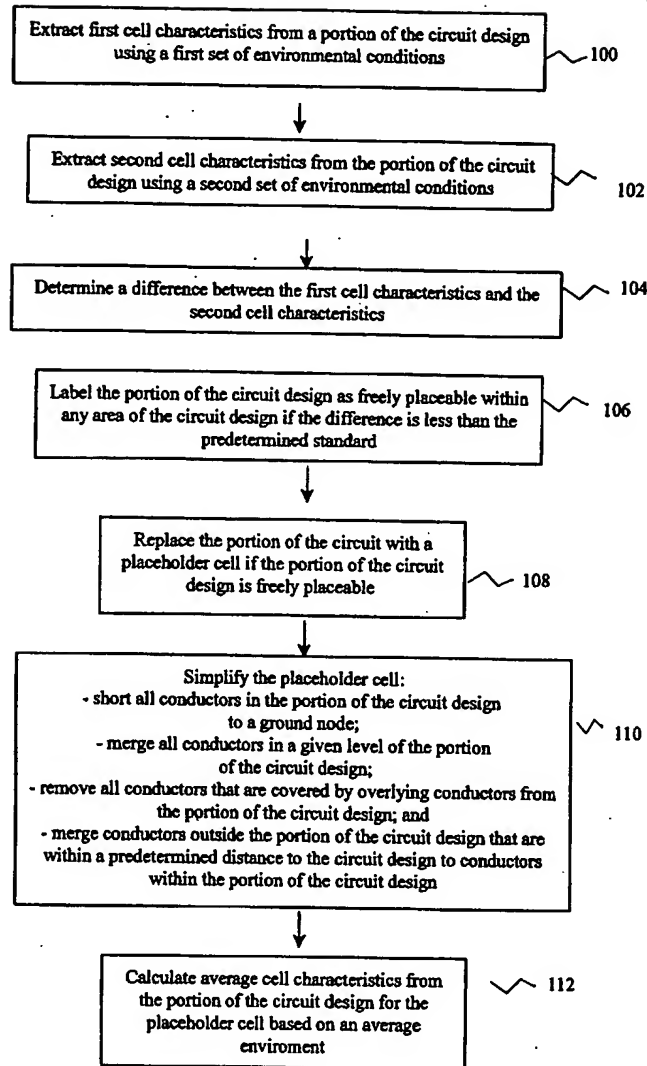 Extract first cell characteristics from a portion of the circuit design
using a first set of environmental conditions
100
Extract second cell characteristics from the portion of the circuit
design using a second set of environmental conditions
102
Determine a difference between the first cell characteristics and the
second cell characteristics
104
Label the portion of the circuit design as freely placeable within
any area of the circuit design if the difference is less than the
predetermined standard
106
Replace the portion of the circuit with a
placeholder cell if the portion of the circuit
design is freely placeable
108
Simplify the placeholder cell:
- short all conductors in the portion of the circuit design
to a ground node;
- merge all conductors in a given level of the portion
of the circuit design;
- remove all conductors that are covered by overlying conductors from
the portion of the circuit design; and
- merge conductors outside the portion of the circuit design that are
within a predetermined distance to the circuit design to conductors
within the portion of the circuit design
110
Calculate average cell characteristics from
the portion of the circuit design for the
placeholder cell based on an average
enviroment
112